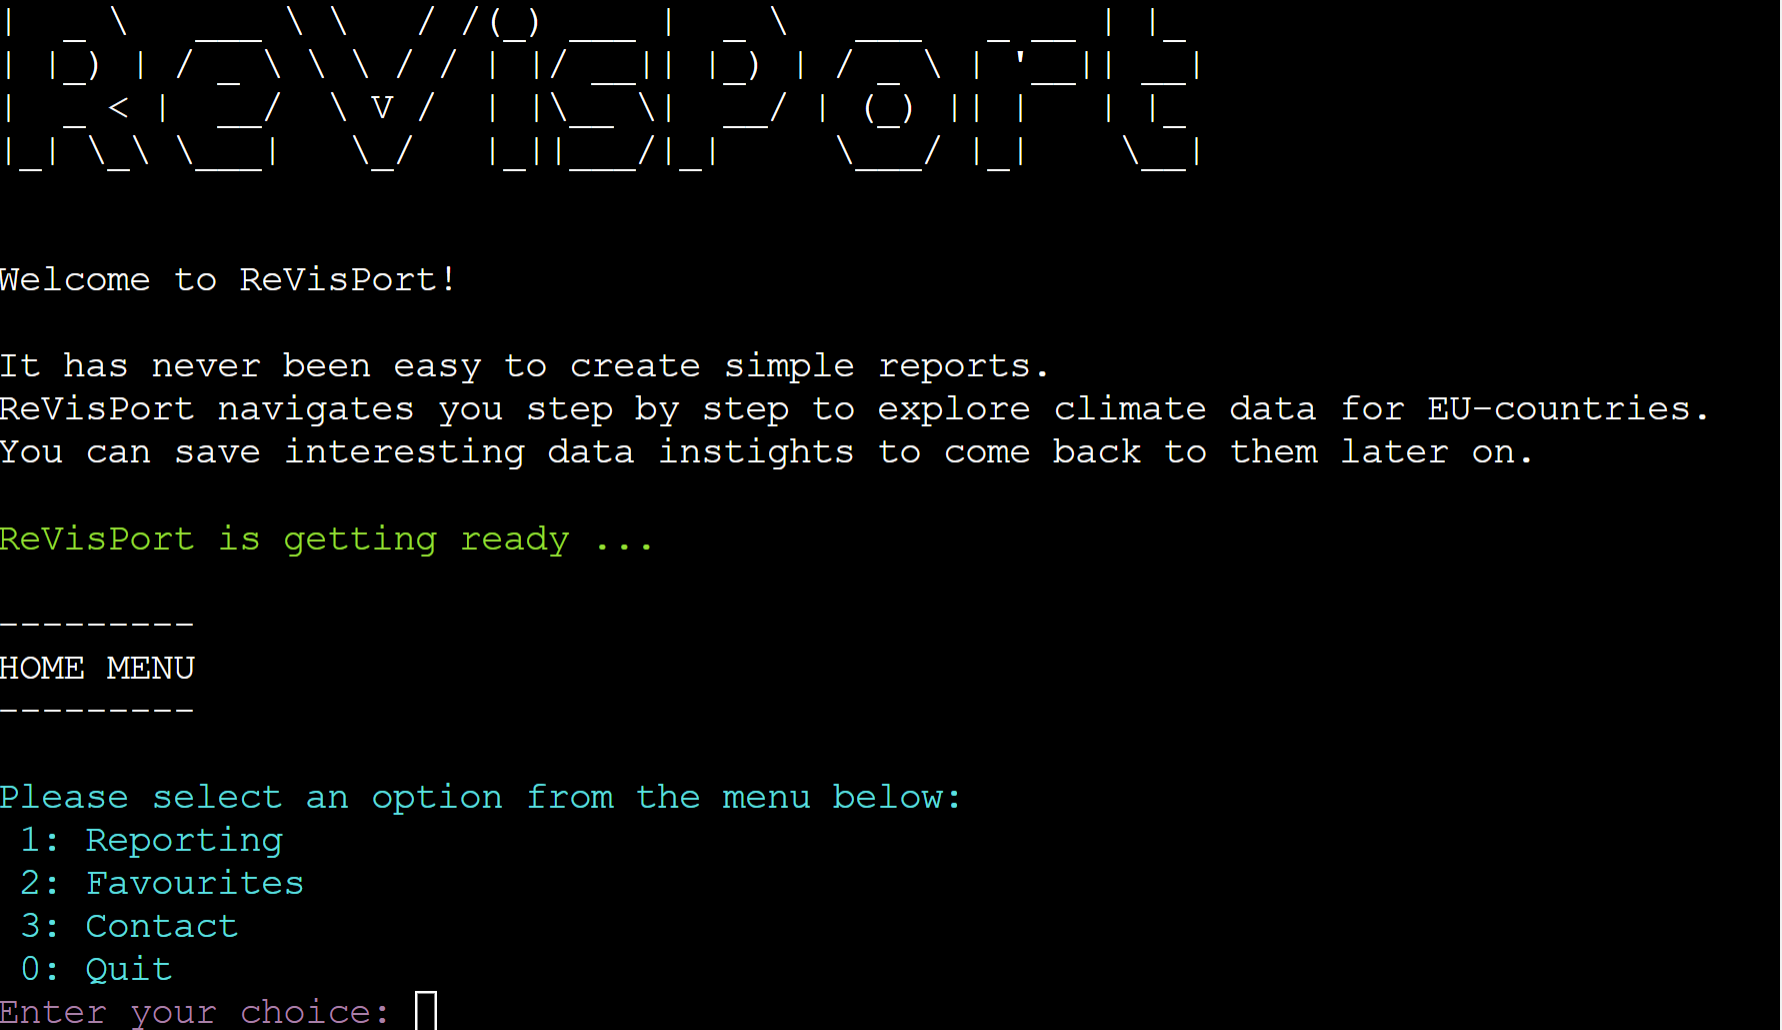 ReVisPort
Welcome to ReVisPort!
It has never been easy to create simple reports.
ReVisPort navigates you step by step to explore climate data for EU-countries.
You can save interesting data instights to come back to them later on.
ReVisPort is getting ready ...
---------
HOME MENU
---------
Please select an option from the menu below:
1: Reporting
2: Favourites
3: Contact
0: Quit
Enter your choice: